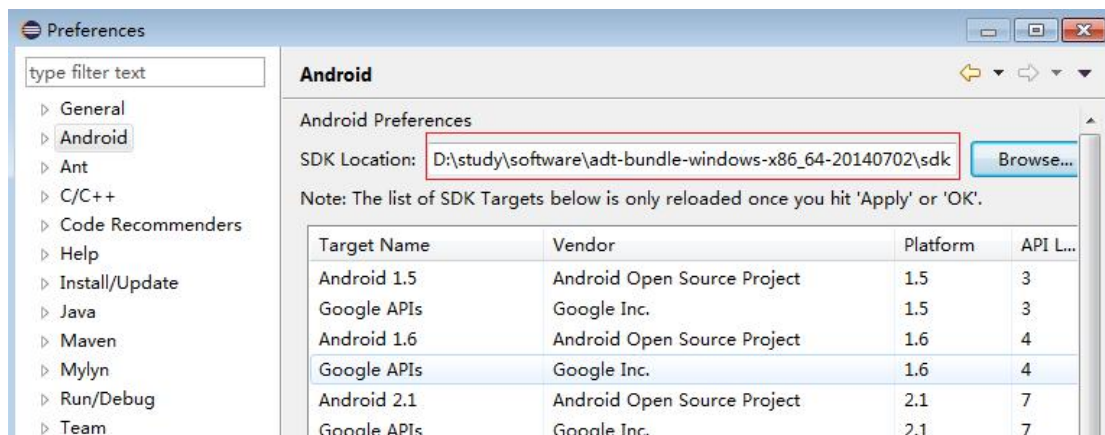 Preferences
type filter text
General
Android
Ant
C/C++
Code Recommenders
Help
Install/Update
Java
Maven
Mylyn
Run/Debug
Team
Android
Android Preferences
SDK Location: D:\study\software\adt-bundle-windows-x86_64-20140702\sdk Browse...
Note: The list of SDK Targets below is only reloaded once you hit 'Apply' or 'OK'.
Target Name Vendor Platform API L...
Android 1.5 Android Open Source Project 1.5 3
Google APIs Google Inc. 1.5 3
Android 1.6 Android Open Source Project 1.6 4
Google APIs Google Inc. 1.6 4
Android 2.1 Android Open Source Project 2.1 7
Google APIs Google Inc. 2.1 7